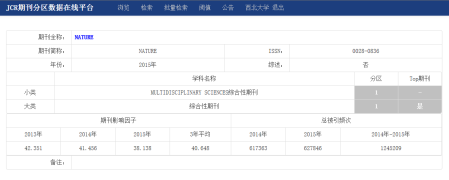 JCR期刊分区数据在线平台 浏览 检索 批量检索 阈值 公告 西北大学 退出
期刊全称： NATURE
期刊简称： NATURE ISSN： 0028-0836
年份： 2015年 综述： 否
学科名称 分区 Top期刊
小类 MULTIDISCIPLINARY SCIENCES综合性期刊 1 -
大类 综合性期刊 1 是
期刊影响因子 总被引频次
2013年 2014年 2015年 3年平均 2014年 2015年 2014年-2015年
42.351 41.456 38.138 40.648 617363 627846 1245209
备注：